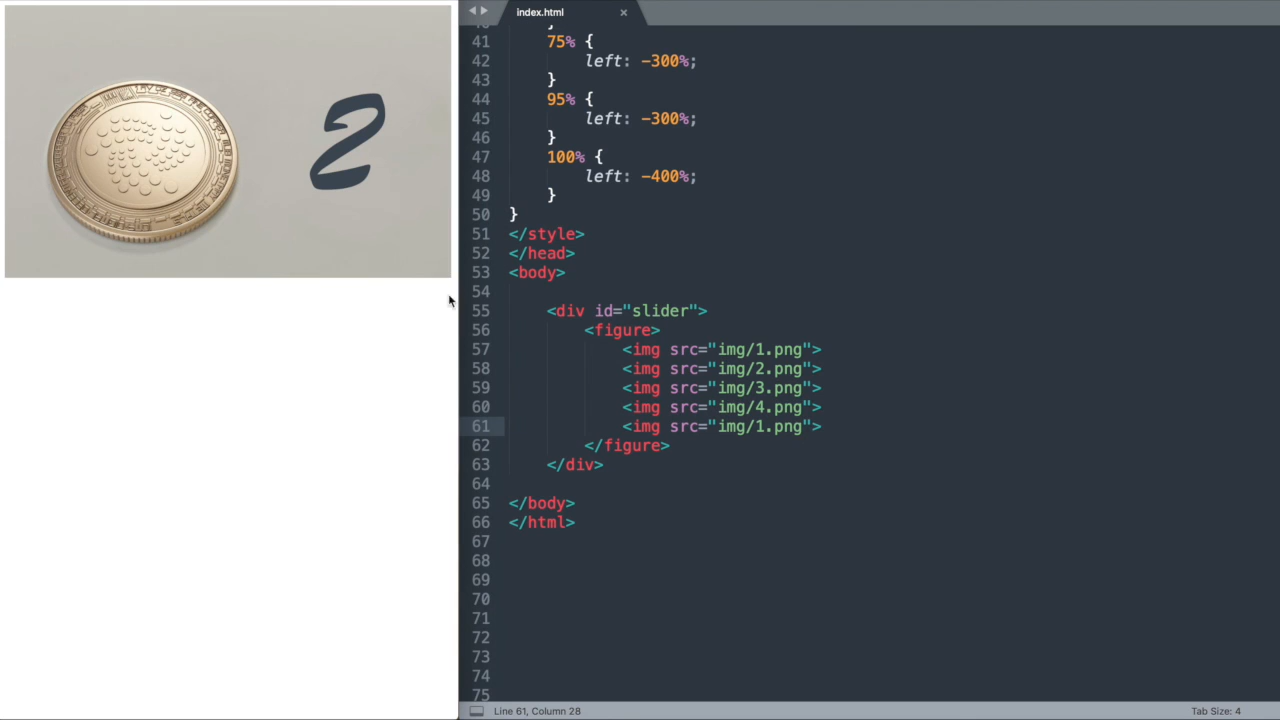 2
index.html ×
41 75% {
42 left: -300%;
43 }
44 95% {
45 left: -300%;
46 }
47 100% {
48 left: -400%;
49 }
50 }
51 </style>
52 </head>
53 <body>
54
55 <div id="slider">
56 <figure>
57 <img src="img/1.png">
58 <img src="img/2.png">
59 <img src="img/3.png">
60 <img src="img/4.png">
61 <img src="img/1.png">
62 </figure>
63 </div>
64
65 </body>
66 </html>
67
68
69
70
71
72
73
74
75
Line 61, Column 28
Tab Size: 4